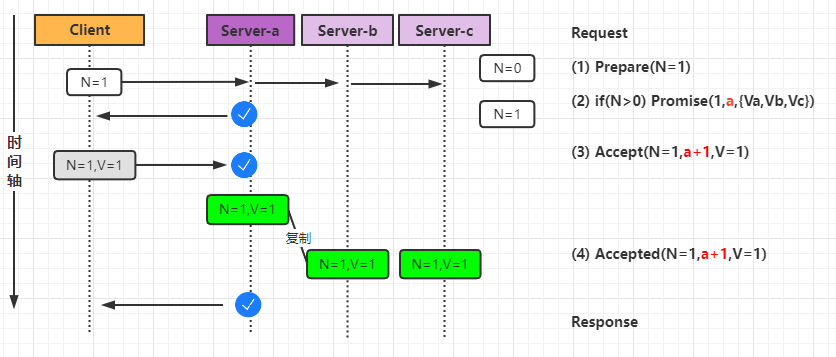 Client
Server-a
Server-b
Server-c
Request
N=1
N=0
(1) Prepare(N=1)
N=1
(2) if(N>0) Promise(1,a,{Va,Vb,Vc})
时间轴
N=1,V=1
(3) Accept(N=1,a+1,V=1)
N=1,V=1
复制
N=1,V=1
N=1,V=1
(4) Accepted(N=1,a+1,V=1)
Response